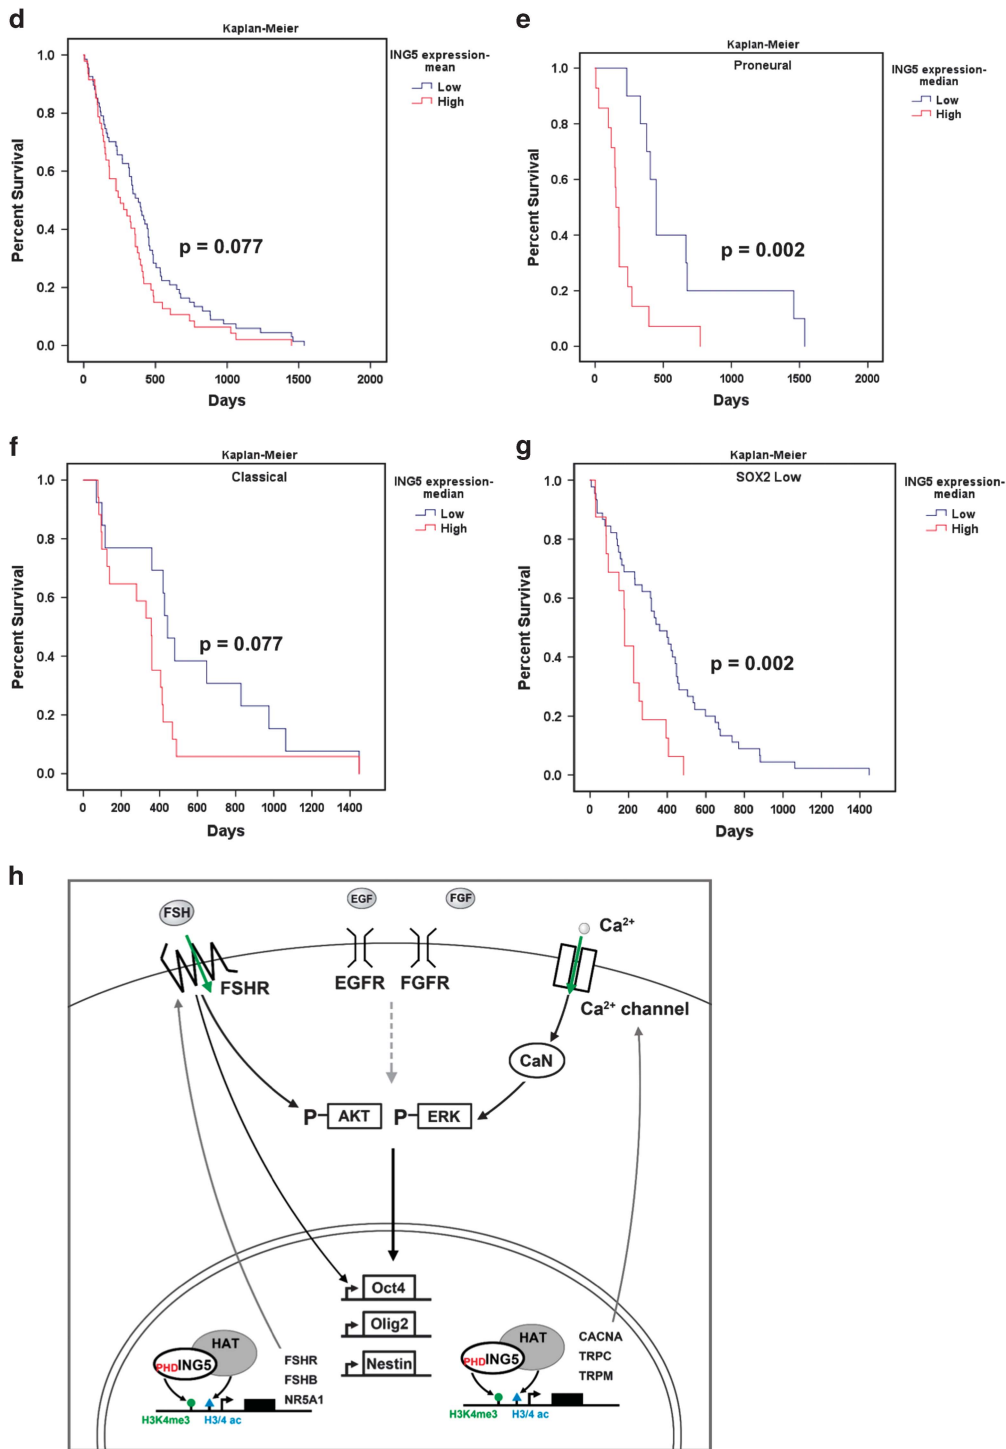 d
Kaplan-Meier
Percent Survival
1.0
0.8
0.6
0.4
0.2
0.0
p = 0.077
0
500
1000
1500
2000
Days
ING5 expression-
mean
Low
High
e
Kaplan-Meier
Proneural
Percent Survival
1.0
0.8
0.6
0.4
0.2
0.0
p = 0.002
0
500
1000
1500
2000
Days
ING5 expression-
median
Low
High
f
Kaplan-Meier
Classical
Percent Survival
1.0
0.8
0.6
0.4
0.2
0.0
p = 0.077
0
200
400
600
800
1000
1200
1400
Days
ING5 expression-
median
Low
High
g
Kaplan-Meier
SOX2 Low
Percent Survival
1.0
0.8
0.6
0.4
0.2
0.0
p = 0.002
0
200
400
600
800
1000
1200
1400
Days
ING5 expression-
median
Low
High
h
FSH
EGF
FGF
Ca2+
FSHR
EGFR
FGFR
Ca2+ channel
CaN
P
AKT
P
ERK
Oct4
Olig2
Nestin
HAT
PHDING5
FSHR
FSHB
NR5A1
H3K4me3
H3/4 ac
HAT
PHDING5
CACNA
TRPC
TRPM
H3K4me3
H3/4 ac